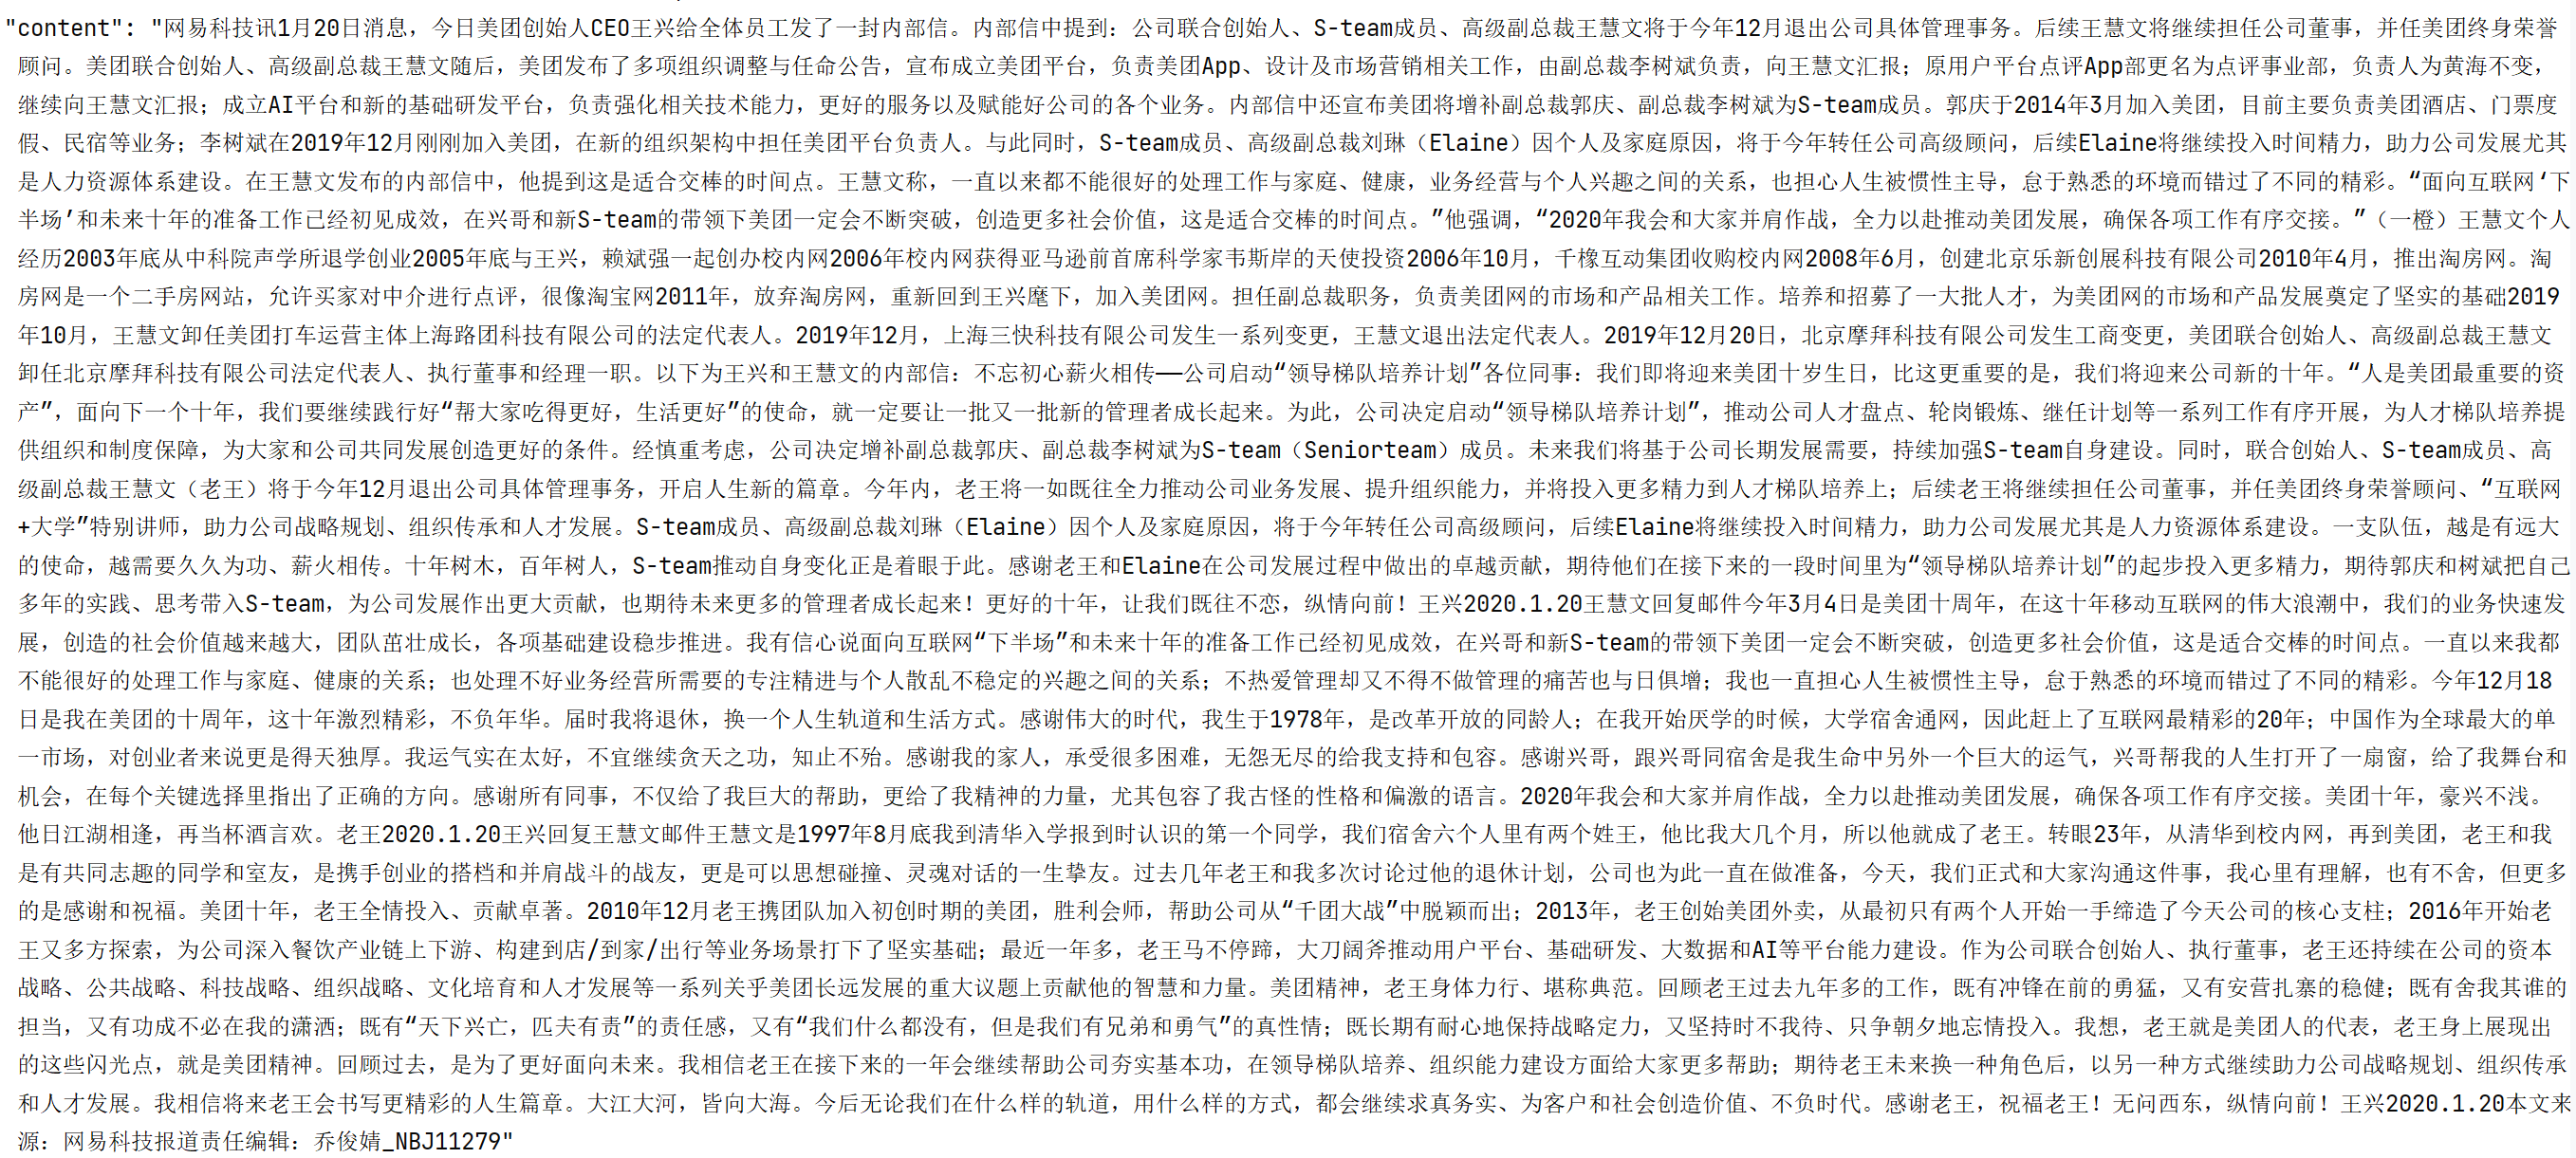 "content": "网易科技讯1月20日消息，今日美团创始人CEO王兴给全体员工发了一封内部信。内部信中提到：公司联合创始人、S-team成员、高级副总裁王慧文将于今年12月退出公司具体管理事务。后续王慧文将继续担任公司董事，并任美团终身荣誉
顾问。美团联合创始人、高级副总裁王慧文随后，美团发布了多项组织调整与任命公告，宣布成立美团平台，负责美团App、设计及市场营销相关工作，由副总裁李树斌负责，向王慧文汇报；原用户平台点评App部更名为点评事业部，负责人为黄海不变，
继续向王慧文汇报；成立AI平台和新的基础研发平台，负责强化相关技术能力，更好的服务以及赋能好公司的各个业务。内部信中还宣布美团将增补副总裁郭庆、副总裁李树斌为S-team成员。郭庆于2014年3月加入美团，目前主要负责美团酒店、门票度
假、民宿等业务；李树斌在2019年12月刚刚加入美团，在新的组织架构中担任美团平台负责人。与此同时，S-team成员、高级副总裁刘琳（Elaine）因个人及家庭原因，将于今年转任公司高级顾问，后续Elaine将继续投入时间精力，助力公司发展尤其
是人力资源体系建设。在王慧文发布的内部信中，他提到这是适合交棒的时间点。王慧文称，一直以来都不能很好的处理工作与家庭、健康，业务经营与个人兴趣之间的关系，也担心人生被惯性主导，怠于熟悉的环境而错过了不同的精彩。“面向互联网‘下
半场’和未来十年的准备工作已经初见成效，在兴哥和新S-team的带领下美团一定会不断突破，创造更多社会价值，这是适合交棒的时间点。”他强调，“2020年我会和大家并肩作战，全力以赴推动美团发展，确保各项工作有序交接。”（一橙）王慧文个人
经历2003年底从中科院声学所退学创业2005年底与王兴，赖斌强一起创办校内网2006年校内网获得亚马逊前首席科学家韦斯岸的天使投资2006年10月，千橡互动集团收购校内网2008年6月，创建北京乐新创展科技有限公司2010年4月，推出淘房网。淘
房网是一个二手房网站，允许买家对中介进行点评，很像淘宝网2011年，放弃淘房网，重新回到王兴麾下，加入美团网。担任副总裁职务，负责美团网的市场和产品相关工作。培养和招募了一大批人才，为美团网的市场和产品发展奠定了坚实的基础2019
年10月，王慧文卸任美团打车运营主体上海路团科技有限公司的法定代表人。2019年12月，上海三快科技有限公司发生一系列变更，王慧文退出法定代表人。2019年12月20日，北京摩拜科技有限公司发生工商变更，美团联合创始人、高级副总裁王慧文
卸任北京摩拜科技有限公司法定代表人、执行董事和经理一职。以下为王兴和王慧文的内部信：不忘初心薪火相传——公司启动“领导梯队培养计划”各位同事：我们即将迎来美团十岁生日，比这更重要的是，我们将迎来公司新的十年。“人是美团最重要的资
产”，面向下一个十年，我们要继续践行好“帮大家吃得更好，生活更好”的使命，就一定要让一批又一批新的管理者成长起来。为此，公司决定启动“领导梯队培养计划”，推动公司人才盘点、轮岗锻炼、继任计划等一系列工作有序开展，为人才梯队培养提
供组织和制度保障，为大家和公司共同发展创造更好的条件。经慎重考虑，公司决定增补副总裁郭庆、副总裁李树斌为S-team（Seniorteam）成员。未来我们将基于公司长期发展需要，持续加强S-team自身建设。同时，联合创始人、S-team成员、高
级副总裁王慧文（老王）将于今年12月退出公司具体管理事务，开启人生新的篇章。今年内，老王将一如既往全力推动公司业务发展、提升组织能力，并将投入更多精力到人才梯队培养上；后续老王将继续担任公司董事，并任美团终身荣誉顾问、“互联网
+大学”特别讲师，助力公司战略规划、组织传承和人才发展。S-team成员、高级副总裁刘琳（Elaine）因个人及家庭原因，将于今年转任公司高级顾问，后续Elaine将继续投入时间精力，助力公司发展尤其是人力资源体系建设。一支队伍，越是有远大
的使命，越需要久久为功、薪火相传。十年树木，百年树人，S-team推动自身变化正是着眼于此。感谢老王和Elaine在公司发展过程中做出的卓越贡献，期待他们在接下来的一段时间里为“领导梯队培养计划”的起步投入更多精力，期待郭庆和树斌把自己
多年的实践、思考带入S-team，为公司发展作出更大贡献，也期待未来更多的管理者成长起来！更好的十年，让我们既往不恋，纵情向前！王兴2020.1.20王慧文回复邮件今年3月4日是美团十周年，在这十年移动互联网的伟大浪潮中，我们的业务快速发
展，创造的社会价值越来越大，团队茁壮成长，各项基础建设稳步推进。我有信心说面向互联网“下半场”和未来十年的准备工作已经初见成效，在兴哥和新S-team的带领下美团一定会不断突破，创造更多社会价值，这是适合交棒的时间点。一直以来我都
不能很好的处理工作与家庭、健康的关系；也处理不好业务经营所需要的专注精进与个人散乱不稳定的兴趣之间的关系；不热爱管理却又不得不做管理的痛苦也与日俱增；我也一直担心人生被惯性主导，怠于熟悉的环境而错过了不同的精彩。今年12月18
日是我在美团的十周年，这十年激烈精彩，不负年华。届时我将退休，换一个人生轨道和生活方式。感谢伟大的时代，我生于1978年，是改革开放的同龄人；在我开始厌学的时候，大学宿舍通网，因此赶上了互联网最精彩的20年；中国作为全球最大的单
一市场，对创业者来说更是得天独厚。我运气实在太好，不宜继续贪天之功，知止不殆。感谢我的家人，承受很多困难，无怨无尽的给我支持和包容。感谢兴哥，跟兴哥同宿舍是我生命中另外一个巨大的运气，兴哥帮我的人生打开了一扇窗，给了我舞台和
机会，在每个关键选择里指出了正确的方向。感谢所有同事，不仅给了我巨大的帮助，更给了我精神的力量，尤其包容了我古怪的性格和偏激的语言。2020年我会和大家并肩作战，全力以赴推动美团发展，确保各项工作有序交接。美团十年，豪兴不浅。
他日江湖相逢，再当杯酒言欢。老王2020.1.20王兴回复王慧文邮件王慧文是1997年8月底我到清华入学报到时认识的第一个同学，我们宿舍六个人里有两个姓王，他比我大几个月，所以他就成了老王。转眼23年，从清华到校内网，再到美团，老王和我
是有共同志趣的同学和室友，是携手创业的搭档和并肩战斗的战友，更是可以思想碰撞、灵魂对话的一生挚友。过去几年老王和我多次讨论过他的退休计划，公司也为此一直在做准备，今天，我们正式和大家沟通这件事，我心里有理解，也有不舍，但更多
的是感谢和祝福。美团十年，老王全情投入、贡献卓著。2010年12月老王携团队加入初创时期的美团，胜利会师，帮助公司从“千团大战”中脱颖而出；2013年，老王创始美团外卖，从最初只有两个人开始一手缔造了今天公司的核心支柱；2016年开始老
王又多方探索，为公司深入餐饮产业链上下游、构建到店/到家/出行等业务场景打下了坚实基础；最近一年多，老王马不停蹄，大刀阔斧推动用户平台、基础研发、大数据和AI等平台能力建设。作为公司联合创始人、执行董事，老王还持续在公司的资本
战略、公共战略、科技战略、组织战略、文化培育和人才发展等一系列关乎美团长远发展的重大议题上贡献他的智慧和力量。美团精神，老王身体力行、堪称典范。回顾老王过去九年多的工作，既有冲锋在前的勇猛，又有安营扎寨的稳健；既有舍我其谁的
担当，又有功成不必在我的潇洒；既有“天下兴亡，匹夫有责”的责任感，又有“我们什么都没有，但是我们有兄弟和勇气”的真性情；既长期有耐心地保持战略定力，又坚持时不我待、只争朝夕地忘情投入。我想，老王就是美团人的代表，老王身上展现出
的这些闪光点，就是美团精神。回顾过去，是为了更好面向未来。我相信老王在接下来的一年会继续帮助公司夯实基本功，在领导梯队培养、组织能力建设方面给大家更多帮助；期待老王未来换一种角色后，以另一种方式继续助力公司战略规划、组织传承
和人才发展。我相信将来老王会书写更精彩的人生篇章。大江大河，皆向大海。今后无论我们在什么样的轨道，用什么样的方式，都会继续求真务实、为客户和社会创造价值、不负时代。感谢老王，祝福老王！无问西东，纵情向前！王兴2020.1.20本文来
源：网易科技报道责任编辑：乔俊婧_NBJ11279"